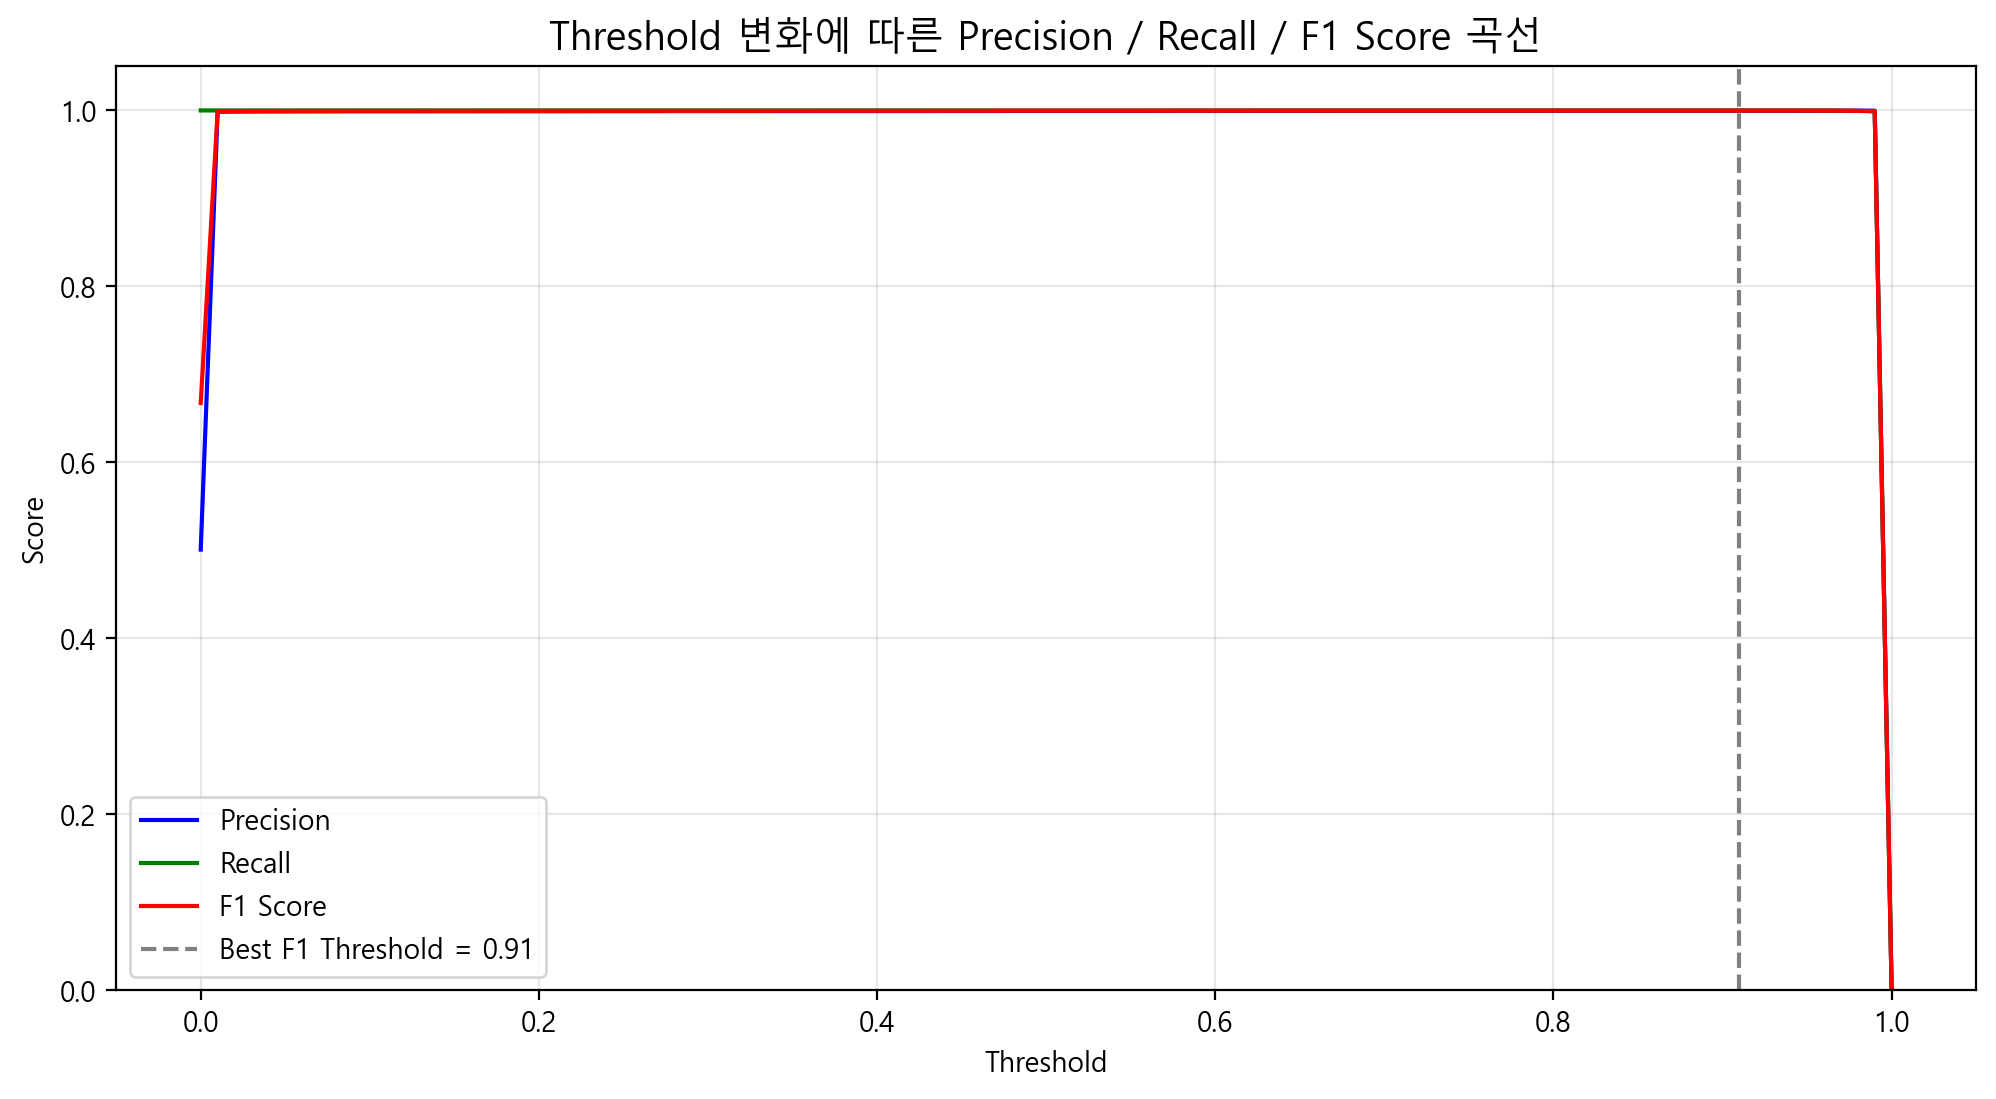 Threshold 변화에 따른 Precision / Recall / F1 Score 곡선
1.0
0.8
0.6
0.4
0.2
0.0
Score
Precision
Recall
F1 Score
Best F1 Threshold = 0.91
0.0 0.2 0.4 0.6 0.8 1.0
Threshold